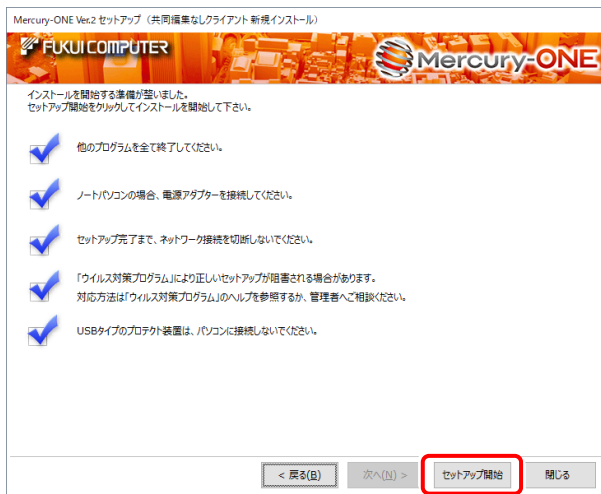 Mercury-ONE Ver.2 セットアップ（共同編集なしクライアント 新規インストール）
FUKUI COMPUTER
Mercury-ONE
インストールを開始する準備が整いました。
セットアップ開始をクリックしてインストールを開始して下さい。
他のプログラムを全て終了してください。
ノートパソコンの場合、電源アダプターを接続してください。
セットアップ完了まで、ネットワーク接続を切断しないでください。
「ウイルス対策プログラム」により正しいセットアップが阻害される場合があります。
対応方法は「ウィルス対策プログラム」のヘルプを参照するか、管理者へご相談ください。
USBタイプのプロテクト装置は、パソコンに接続しないでください。
< 戻る(B) 次へ(N) > セットアップ開始 閉じる